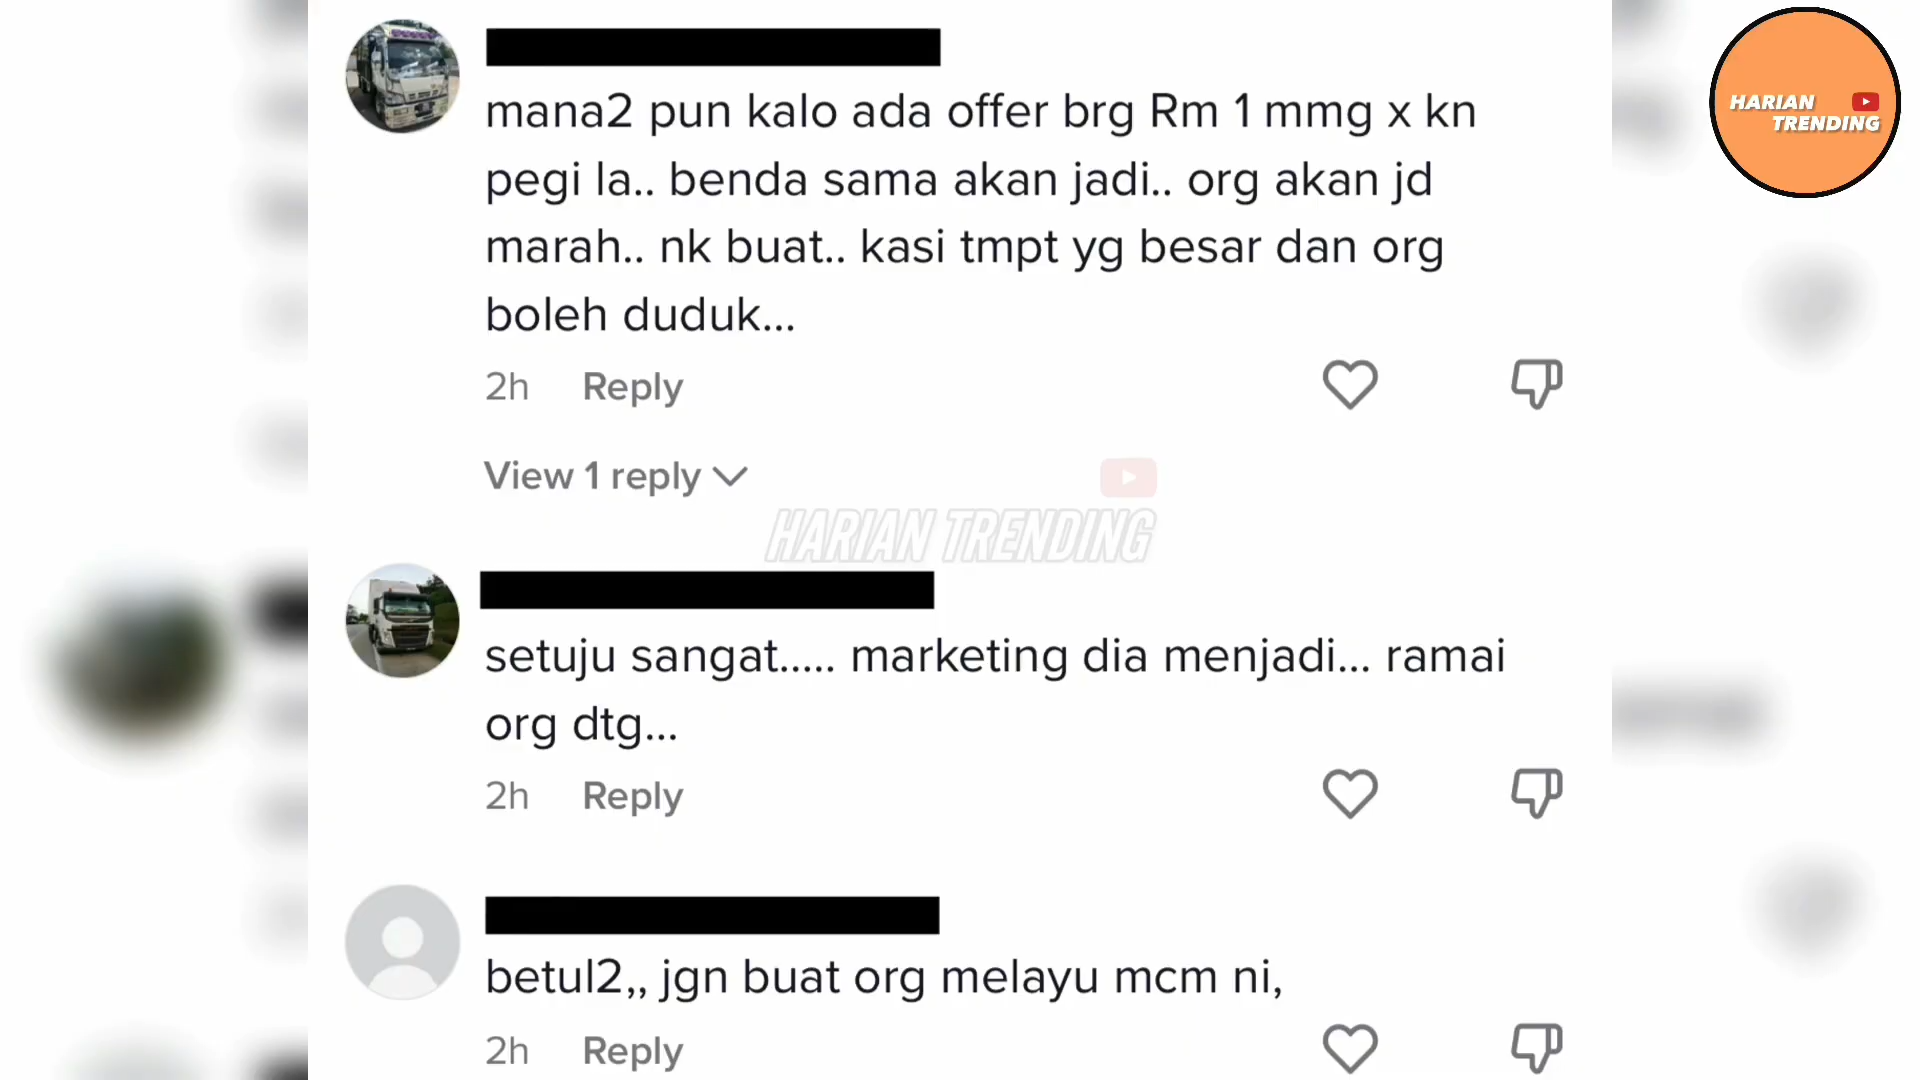 mana2 pun kalo ada offer brg Rm 1 mmg x kn
pegi la.. benda sama akan jadi.. org akan jd
marah.. nk buat.. kasi tmpt yg besar dan org
boleh duduk...
2h Reply
View 1 reply
HARIAN TRENDING
setuju sangat..... marketing dia menjadi... ramai
org dtg...
2h Reply
betul2,, jgn buat org melayu mcm ni,
2h Reply
HARIAN
TRENDING